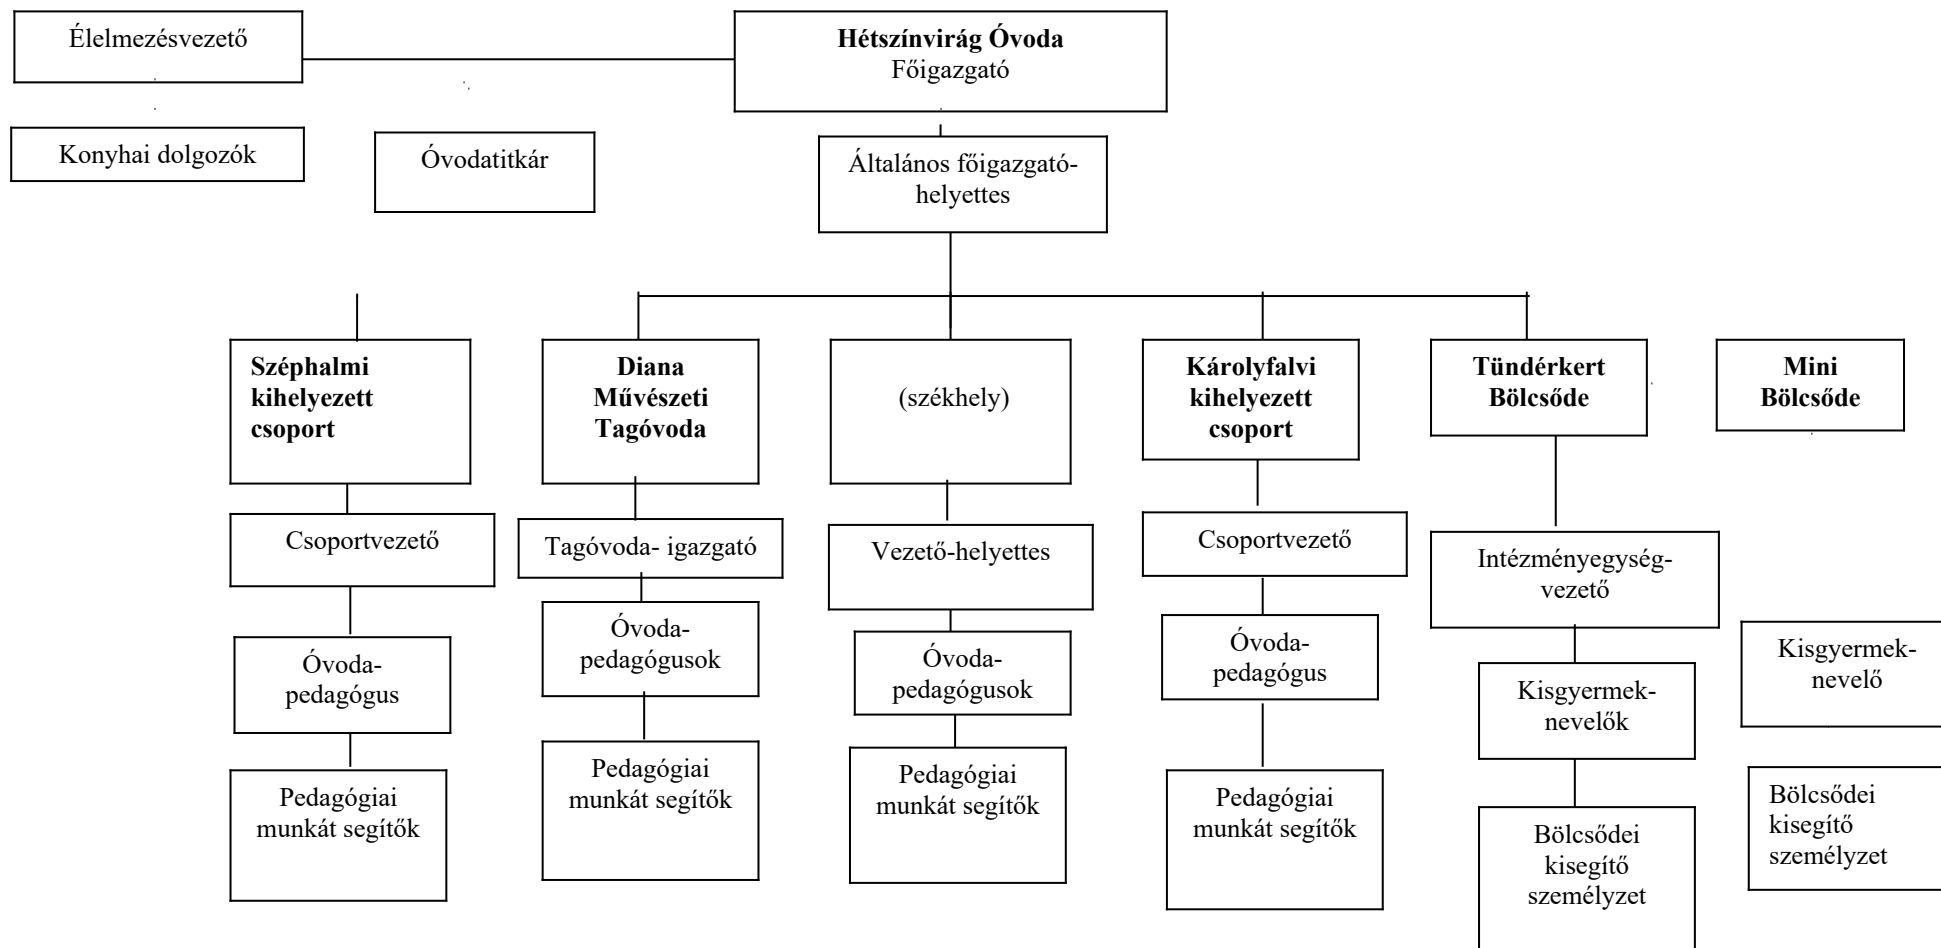 Élelmezésvezető
Hétszínvirág Óvoda
Főigazgató
Konyhai dolgozók
Óvodatitkár
Általános főigazgató-
helyettes
Széphalmi
kihelyezett
csoport
Diana
Művészeti
Tagóvoda
(székhely)
Károlyfalvi
kihelyezett
csoport
Tündérkert
Bölcsőde
Mini
Bölcsőde
Csoportvezető
Tagóvoda- igazgató
Vezető-helyettes
Csoportvezető
Intézményegység-
vezető
Óvoda-
pedagógus
Óvoda-
pedagógusok
Óvoda-
pedagógusok
Óvoda-
pedagógus
Kisgyermek-
nevelők
Kisgyermek-
nevelő
Pedagógiai
munkát segítők
Pedagógiai
munkát segítők
Pedagógiai
munkát segítők
Pedagógiai
munkát segítők
Bölcsődei
kisegítő
személyzet
Bölcsődei
kisegítő
személyzet